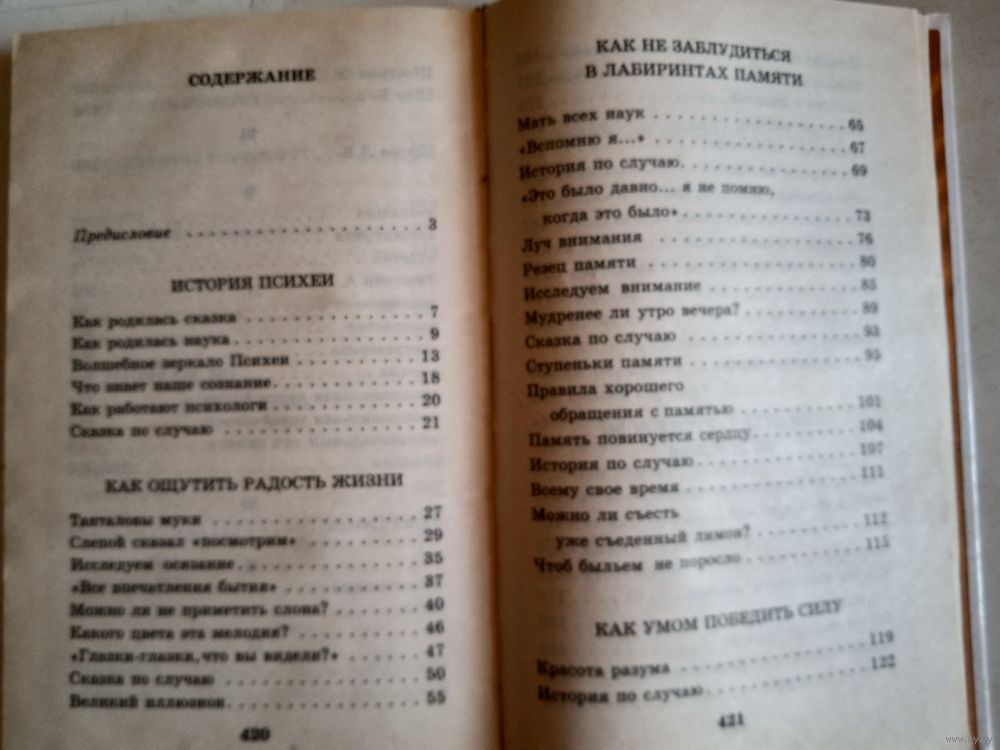 СОДЕРЖАНИЕ
Предисловие . . . . . . . . . . . . . . . . 3
ИСТОРИЯ ПСИХЕИ
Как родилась сказка . . . . . . . . . . . . 7
Как родилась наука . . . . . . . . . . . . 9
Волшебное зеркало Психеи . . . . . . . . 13
Что знает наше сознание . . . . . . . . . 18
Как работают психологи . . . . . . . . . 20
Сказка по случаю . . . . . . . . . . . . 21
КАК ОЩУТИТЬ РАДОСТЬ ЖИЗНИ
Танталовы муки . . . . . . . . . . . . . 27
Слепой сказал «посмотрим» . . . . . . . 29
Исследуем осязание . . . . . . . . . . . 35
«Все впечатления бытия» . . . . . . . . 37
Можно ли не приметить слона? . . . . . . 40
Какого цвета эта мелодия? . . . . . . . 46
«Глазки-глазки, что вы видели?» . . . . 47
Сказка по случаю . . . . . . . . . . . . 50
Великий иллюзион . . . . . . . . . . . . 55
420
КАК НЕ ЗАБЛУДИТЬСЯ
В ЛАБИРИНТАХ ПАМЯТИ
Мать всех наук . . . . . . . . . . . . . 65
«Вспомню я...» . . . . . . . . . . . . . 67
История по случаю . . . . . . . . . . . 69
«Это было давно... я не помню,
когда это было» . . . . . . . . . . . . 73
Луч внимания . . . . . . . . . . . . . . 76
Резец памяти . . . . . . . . . . . . . . 80
Исследуем внимание . . . . . . . . . . . 85
Мудренее ли утро вечера? . . . . . . . . 89
Сказка по случаю . . . . . . . . . . . . 93
Ступеньки памяти . . . . . . . . . . . . 95
Правила хорошего
обращения с памятью . . . . . . . . . . 101
Память повинуется сердцу . . . . . . . . 104
История по случаю . . . . . . . . . . . 107
Всему свое время . . . . . . . . . . . . 111
Можно ли съесть
уже съеденный лимон? . . . . . . . . . . 112
Чтоб быльем не поросло . . . . . . . . . 115
КАК УМОМ ПОБЕДИТЬ СИЛУ
Красота разума . . . . . . . . . . . . . 119
История по случаю . . . . . . . . . . . 122
421